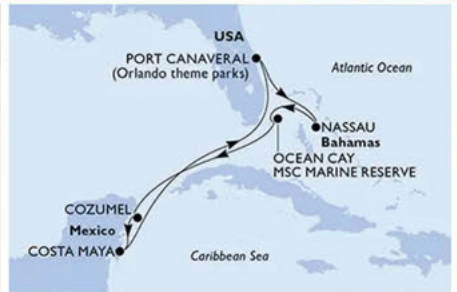 USA
PORT CANAVERAL
(Orlando theme parks)
Atlantic Ocean
NASSAU
Bahamas
OCEAN CAY
MSC MARINE RESERVE
COZUMEL
Mexico
COSTA MAYA
Caribbean Sea